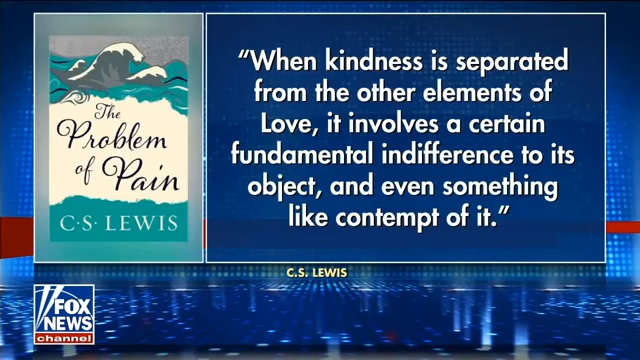 The
Problem
of Pain
C·S· LEWIS
“When kindness is separated
from the other elements of
Love, it involves a certain
fundamental indifference to its
object, and even something
like contempt of it.”
C.S. LEWIS
FOX
NEWS
channel